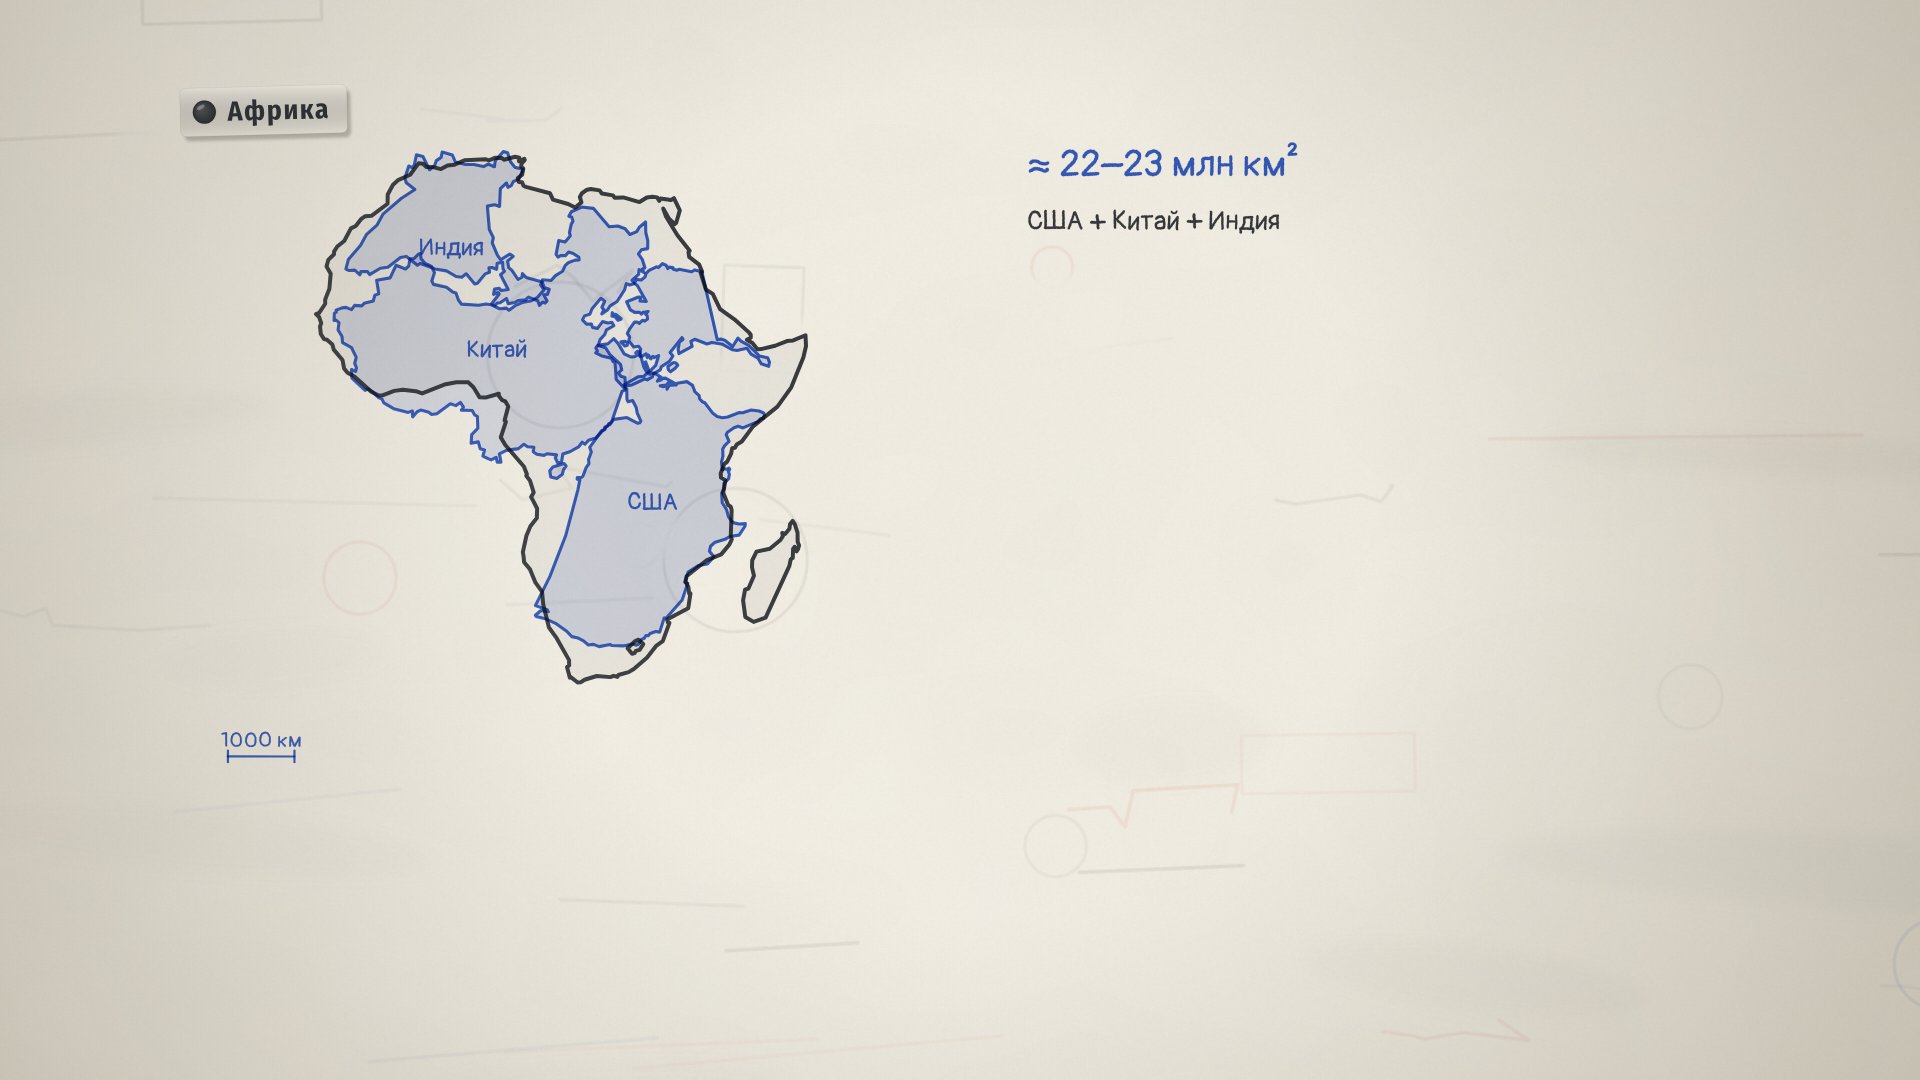 Африка
≈ 22–23 млн км²
США + Китай + Индия
Индия
Китай
США
1000 км